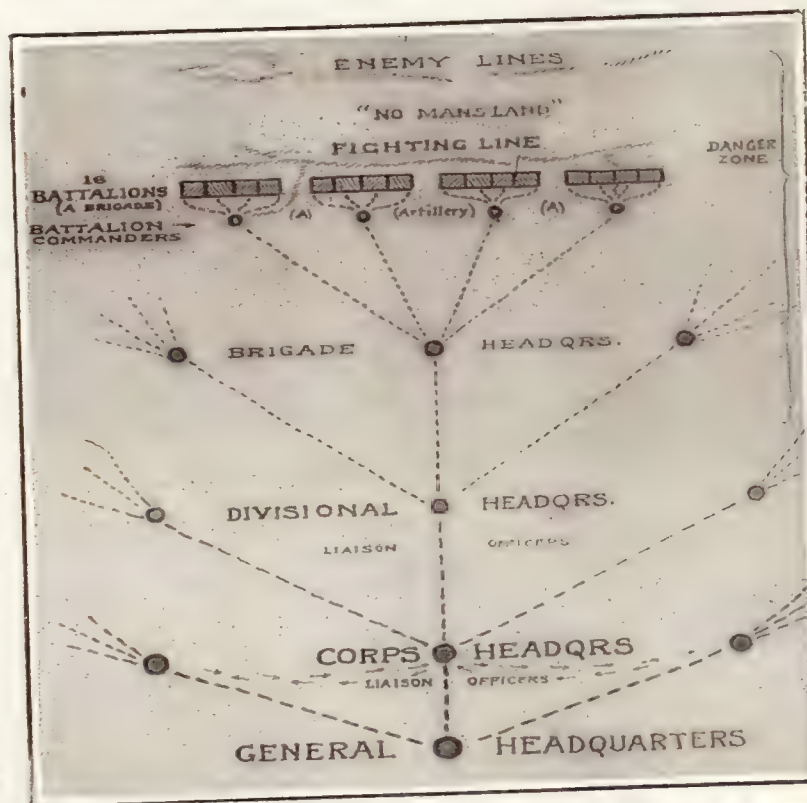 ENEMY LINES
"NO MANS LAND"
FIGHTING LINE
DANGER
ZONE
16
BATTALIONS
(A BRIGADE)
(A) (Artillery) (A)
BATTALION
COMMANDERS
BRIGADE HEADQRS.
DIVISIONAL HEADQRS.
LIAISON OFFICERS
CORPS HEADQRS
LIAISON OFFICERS
GENERAL HEADQUARTERS